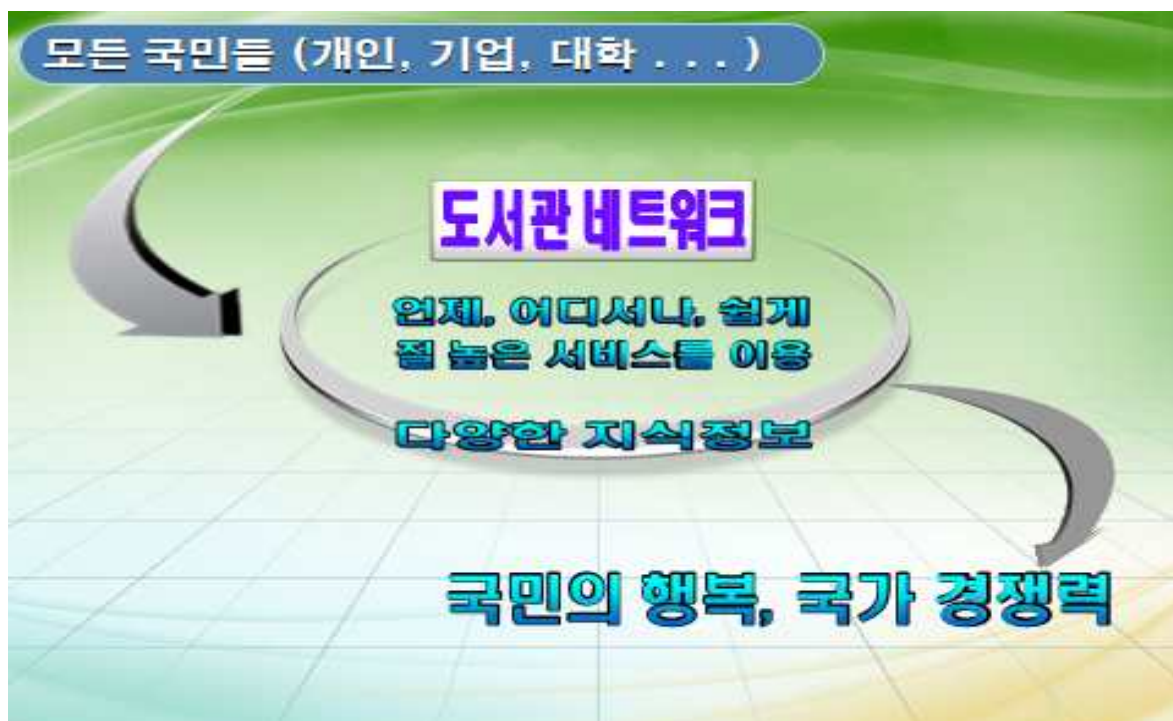 모든 국민들 (개인, 기업, 대학 . . . )
도서관 네트워크
언제, 어디서나, 쉽게
질 높은 서비스를 이용
다양한 지식정보
국민의 행복, 국가 경쟁력